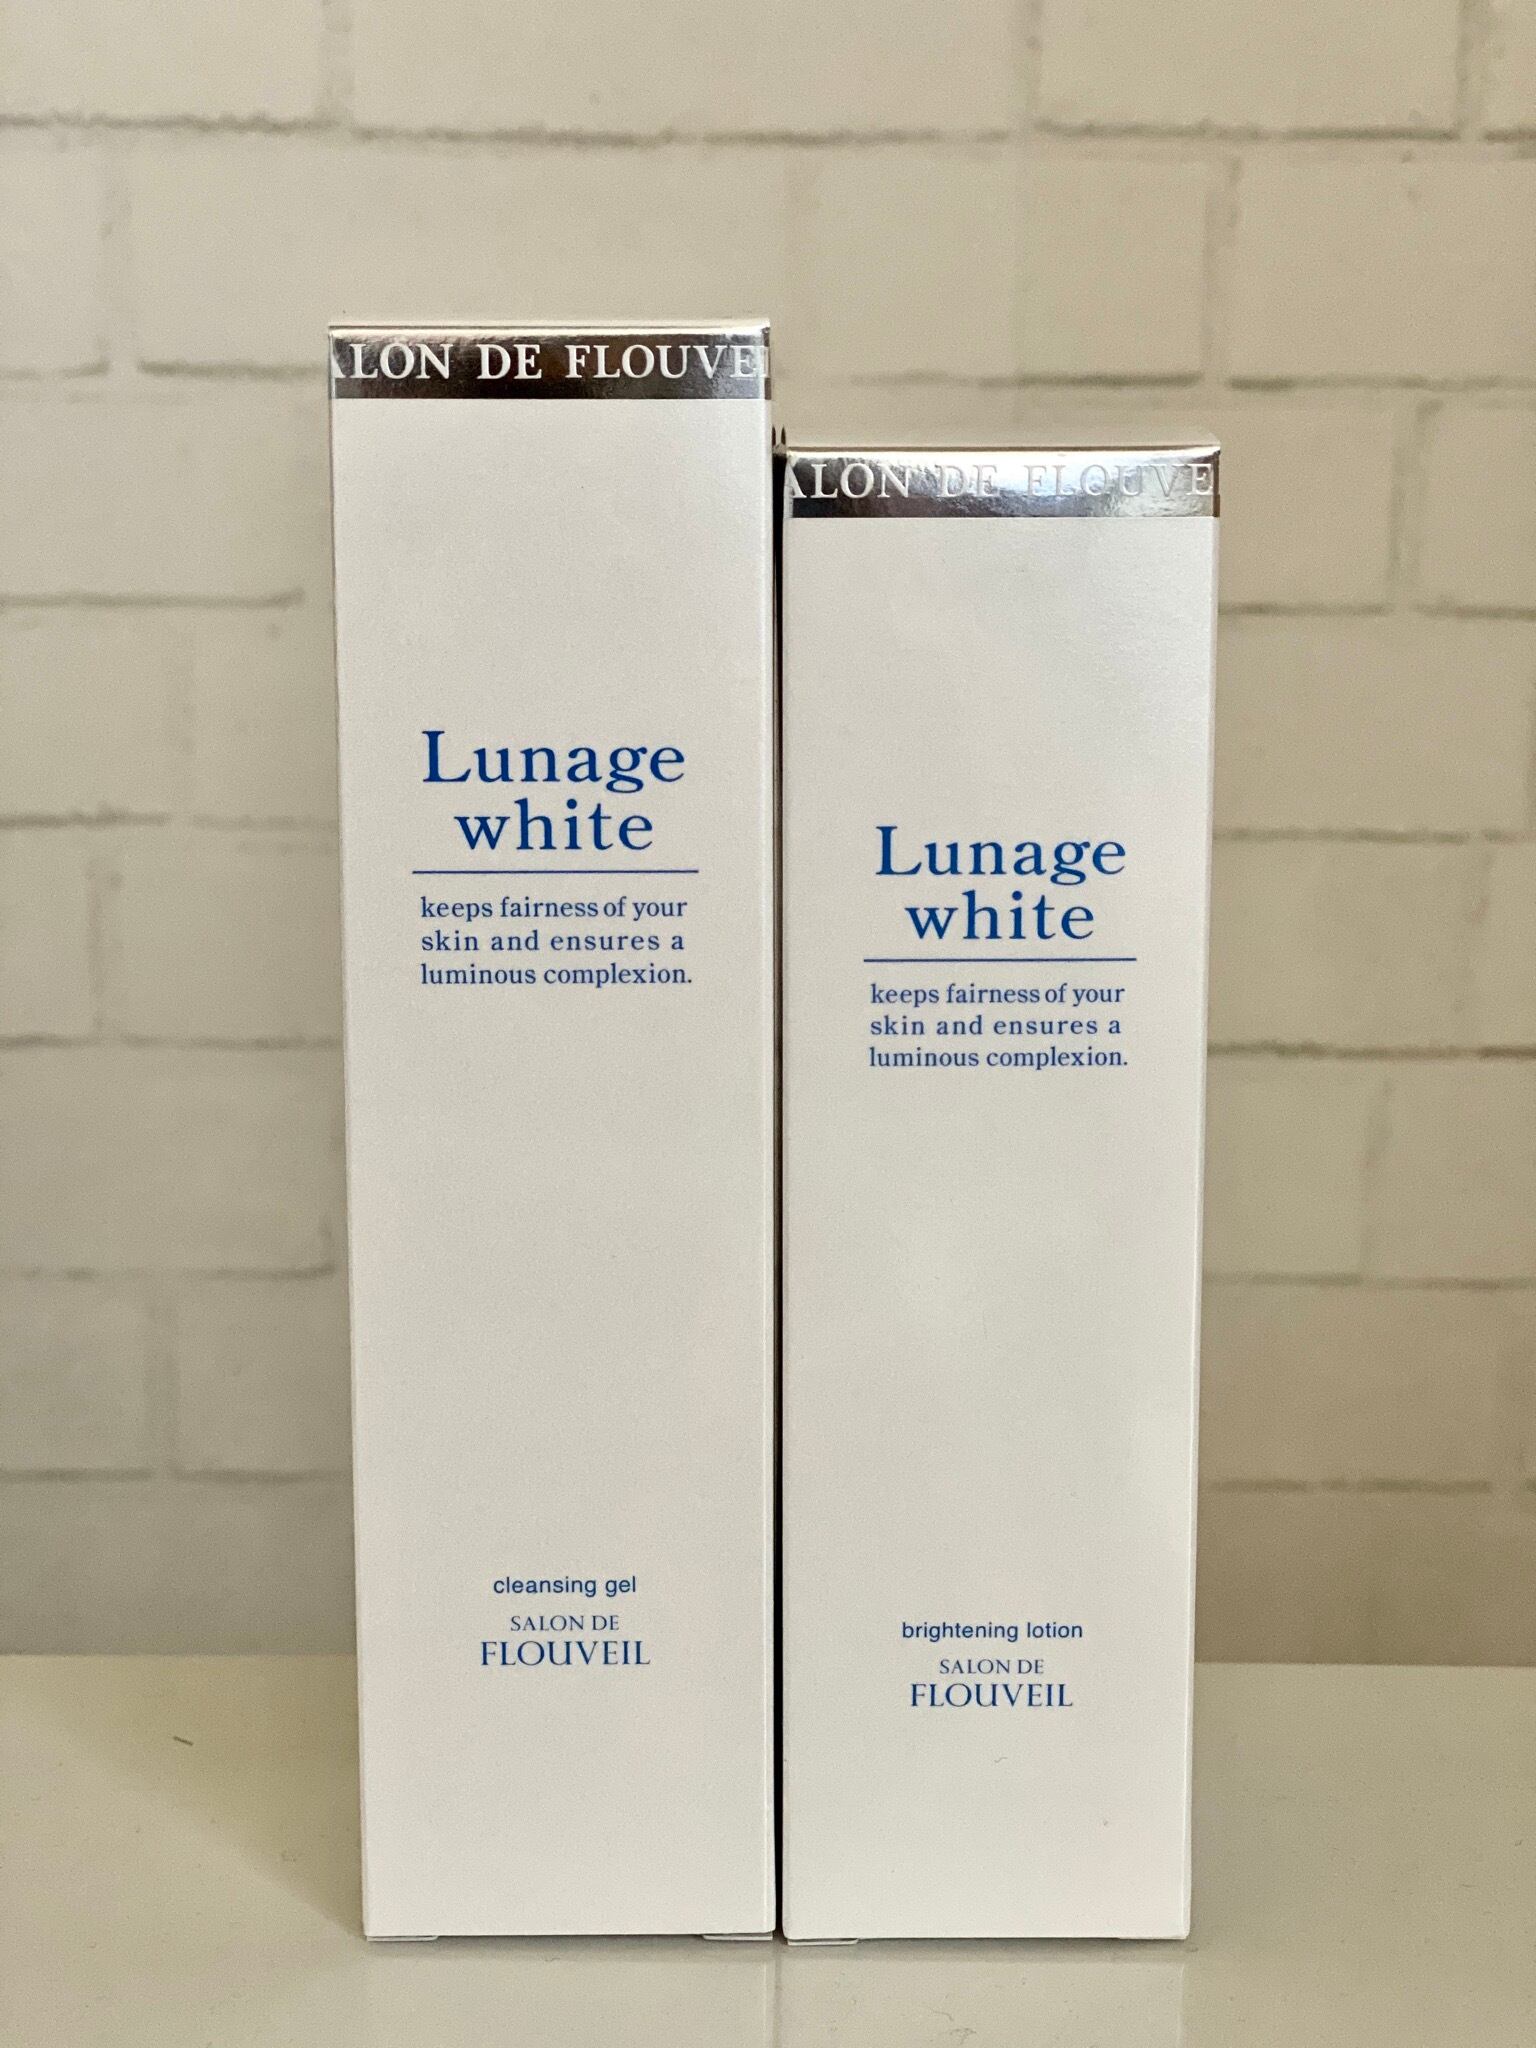 ALON DE FLOUVEI
Lunage
white
keeps fairness of your
skin and ensures a
luminous complexion.
cleansing gel
SALON DE
FLOUVEIL
ALON DE FLOUVE
Lunage
white
keeps fairness of your
skin and ensures a
luminous complexion.
brightening lotion
SALON DE
FLOUVEIL